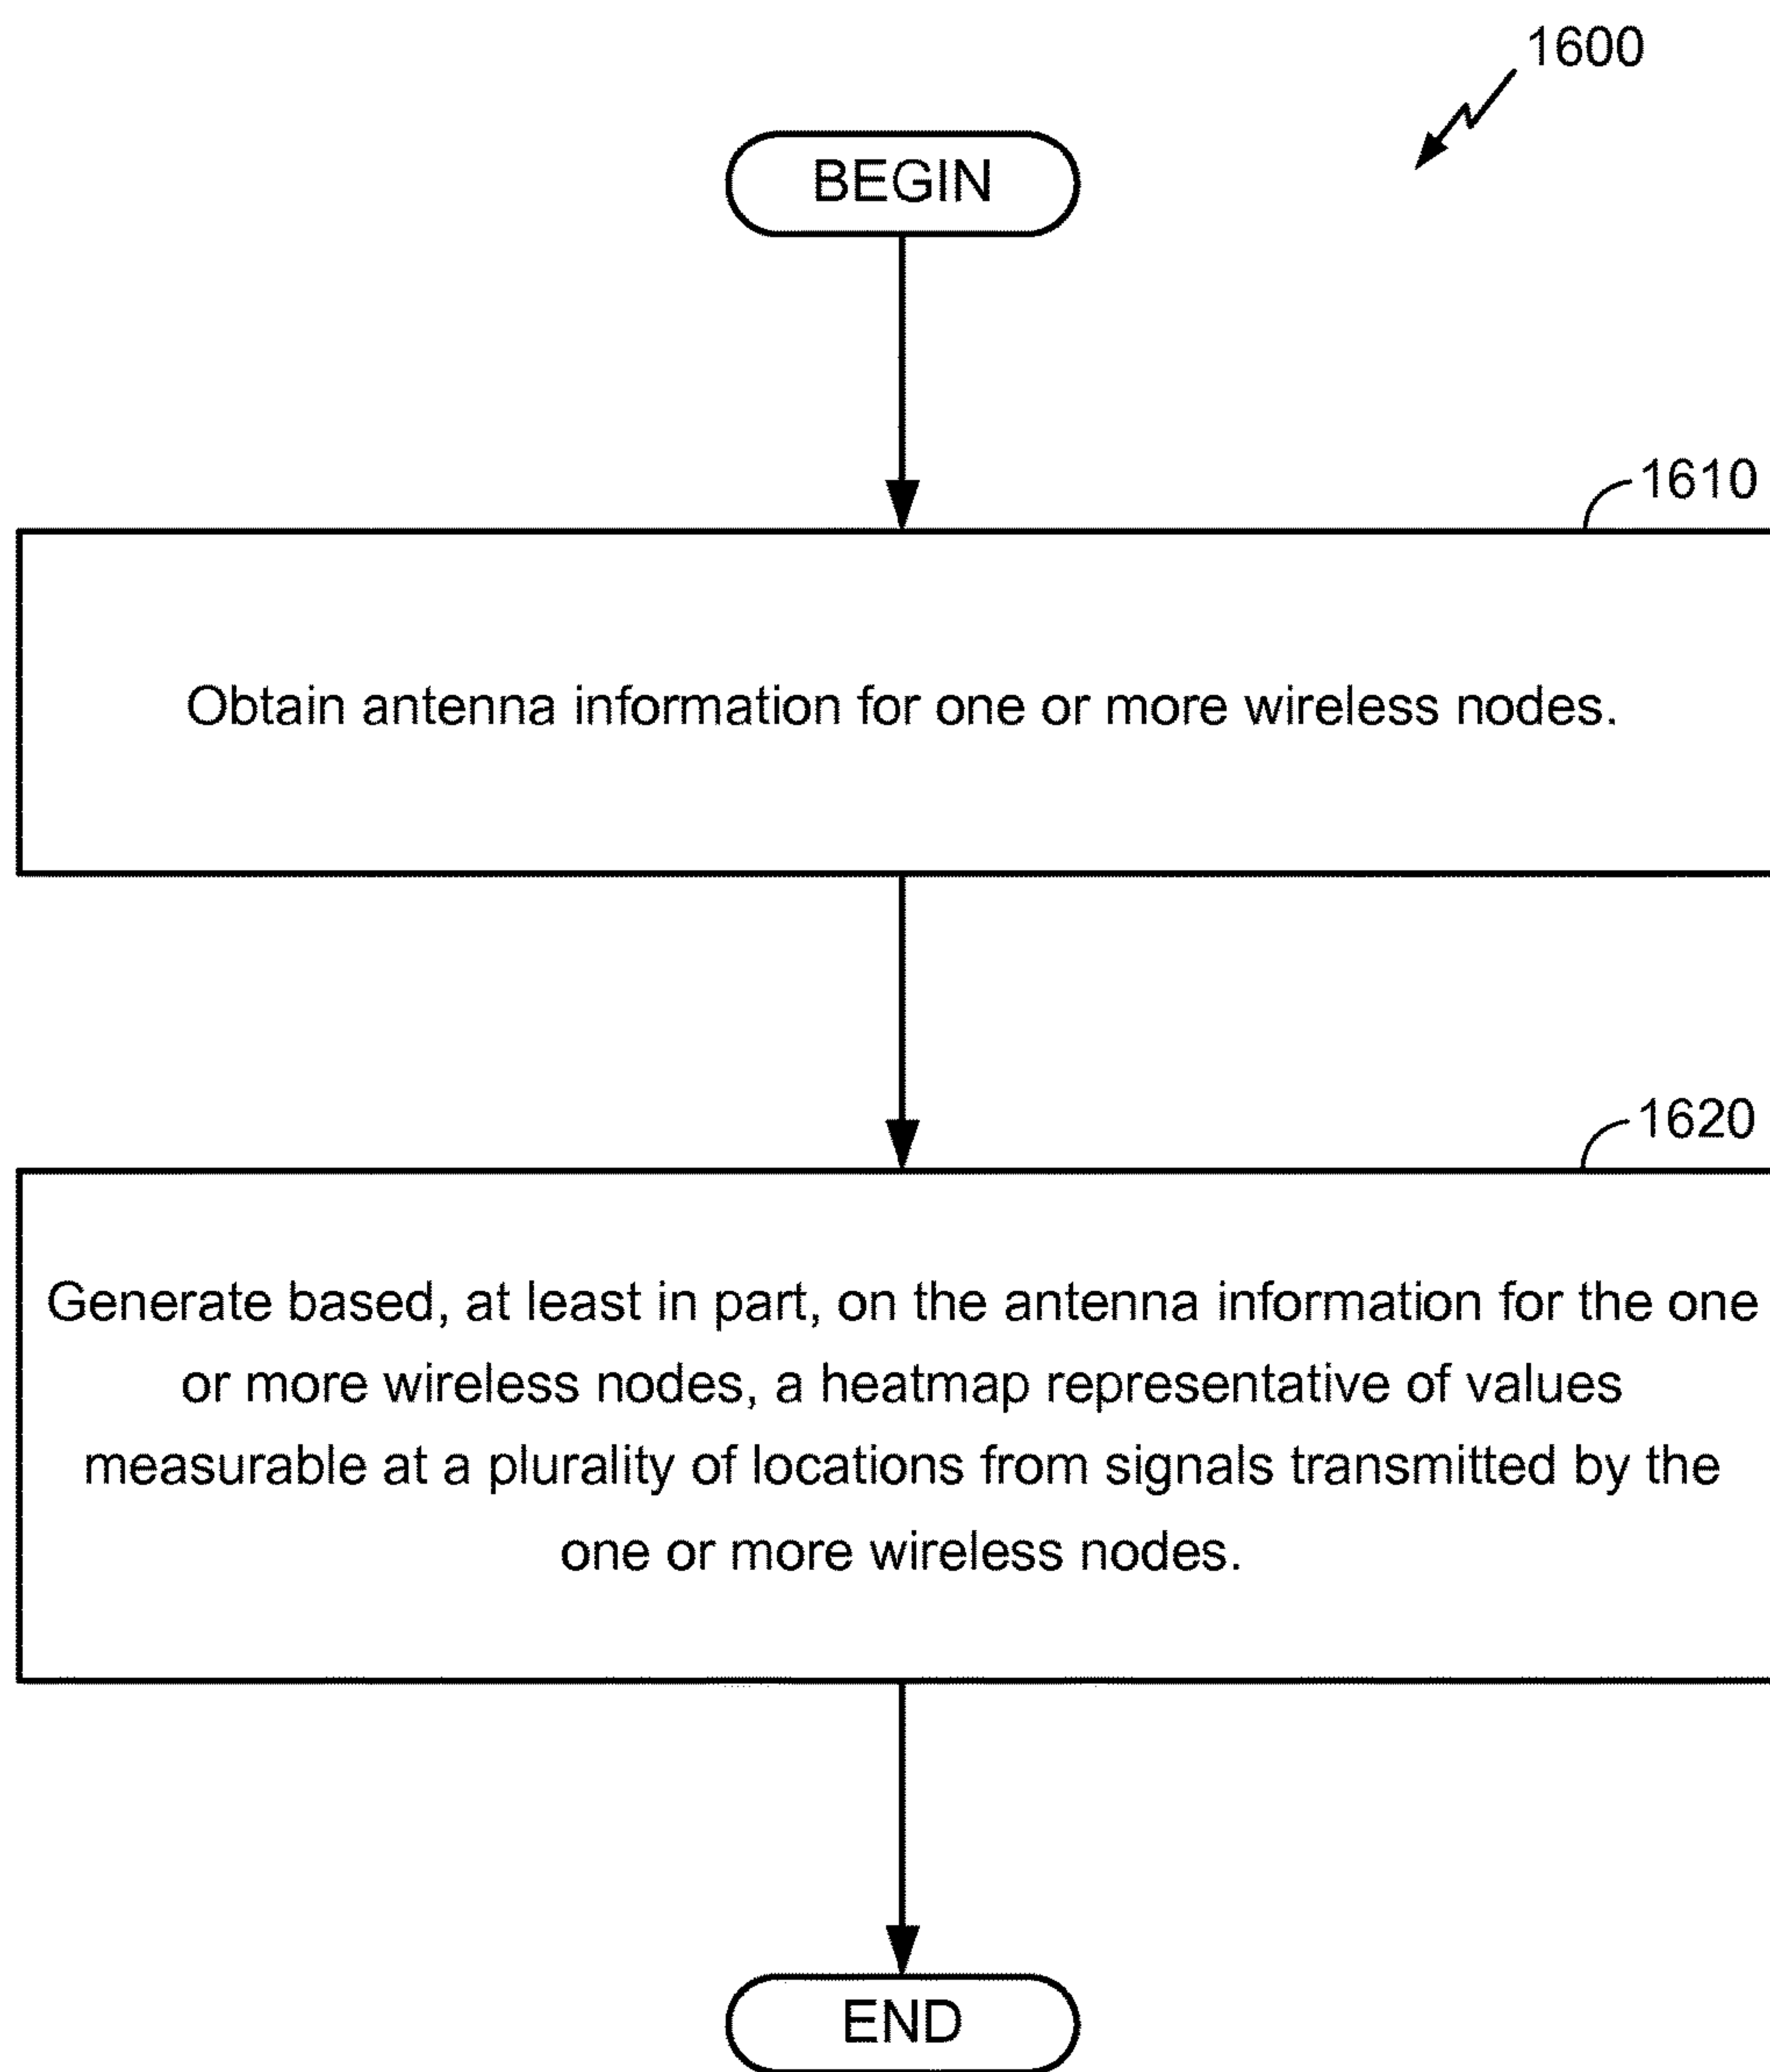 1600
BEGIN
1610
Obtain antenna information for one or more wireless nodes.
1620
Generate based, at least in part, on the antenna information for the one
or more wireless nodes, a heatmap representative of values
measurable at a plurality of locations from signals transmitted by the
one or more wireless nodes.
END